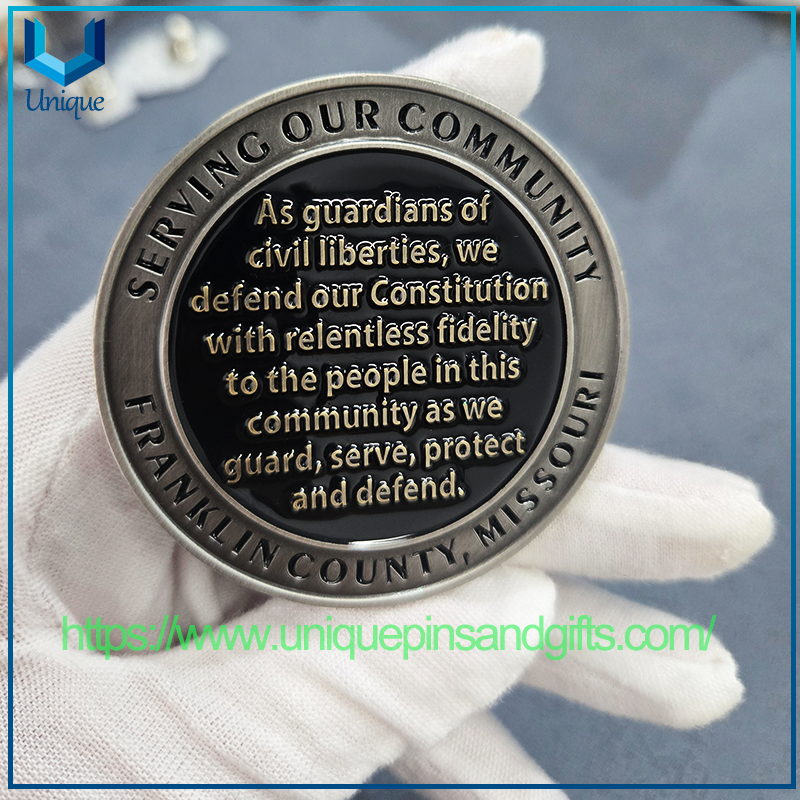 Unique
SERVING OUR COMMUNITY
As guardians of
civil liberties, we
defend our Constitution
with relentless fidelity
to the people in this
community as we
guard, serve, protect
and defend.
FRANKLIN COUNTY, MISSOURI
https://www.uniquepinsandgifts.com/